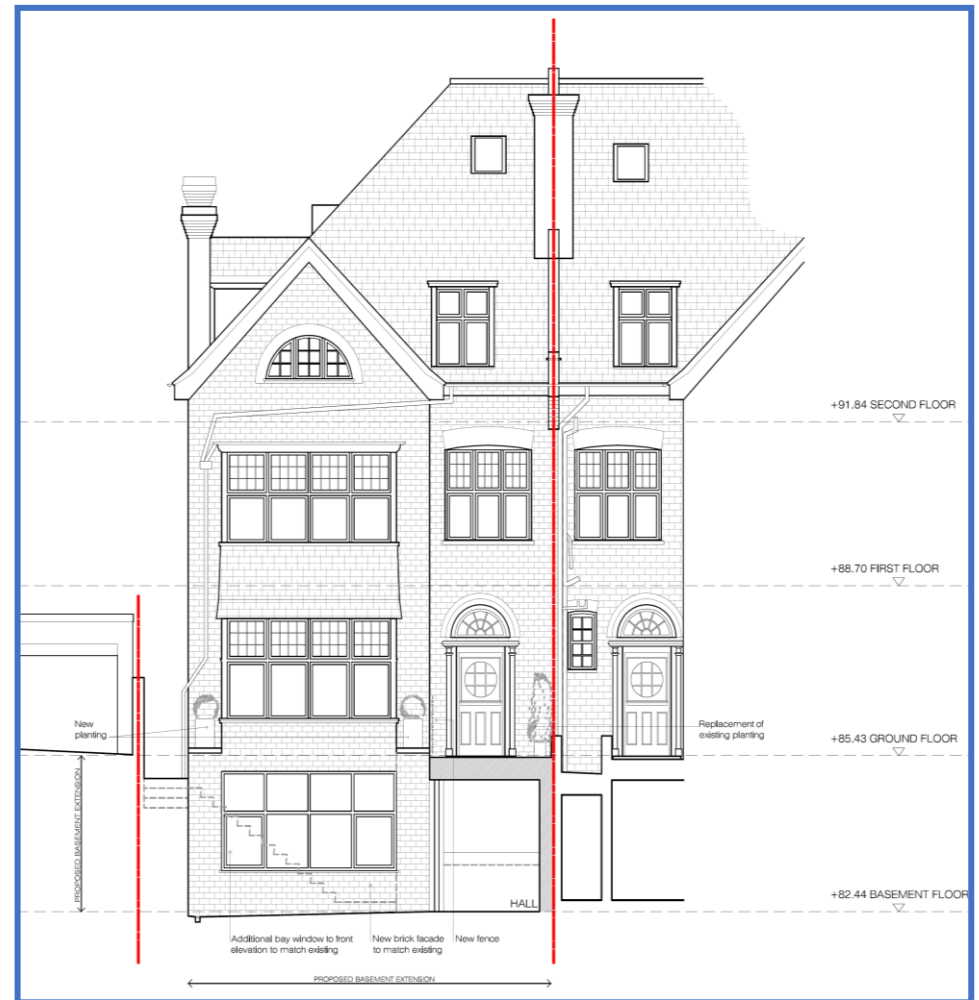 +91.84 SECOND FLOOR
+88.70 FIRST FLOOR
New
planting
Replacement of
existing planting
+85.43 GROUND FLOOR
PROPOSED BASEMENT EXTENSION
+82.44 BASEMENT FLOOR
HALL
Additional bay window to front
elevation to match existing
New brick facade
to match existing
New fence
PROPOSED BASEMENT EXTENSION